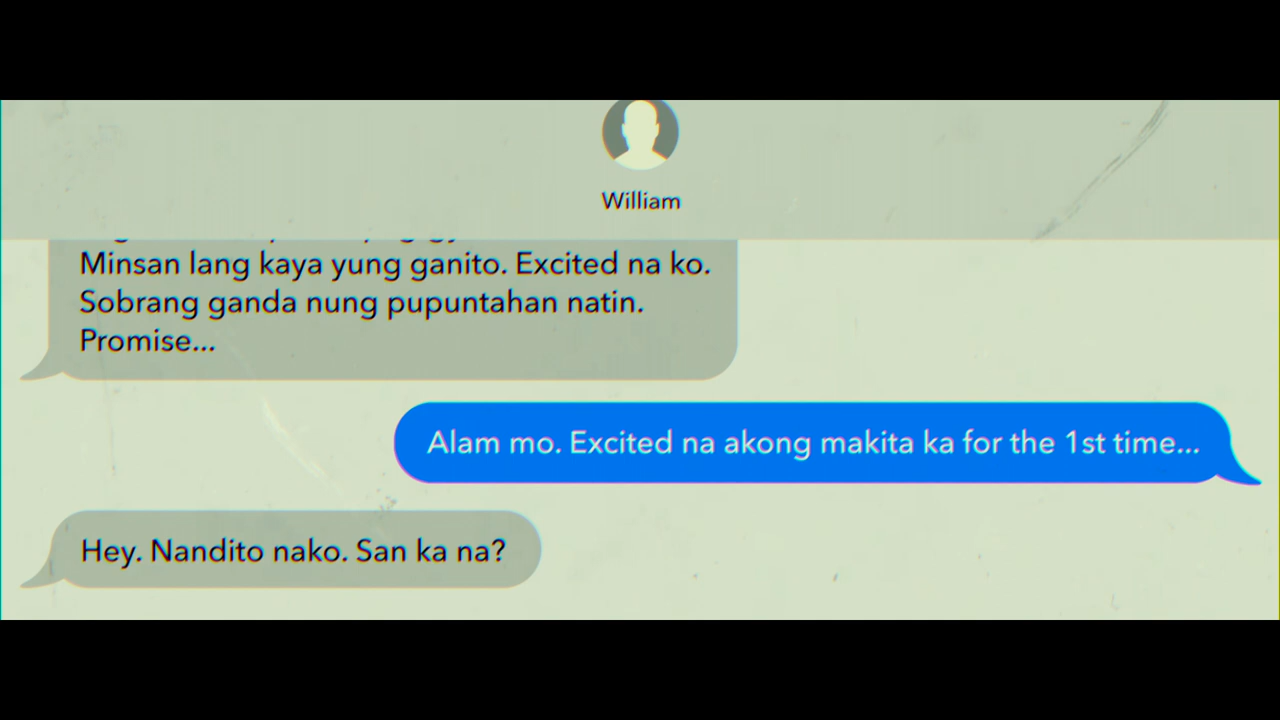 William
Minsan lang kaya yung ganito. Excited na ko.
Sobrang ganda nung pupuntahan natin.
Promise...
Alam mo. Excited na akong makita ka for the 1st time...
Hey. Nandito nako. San ka na?